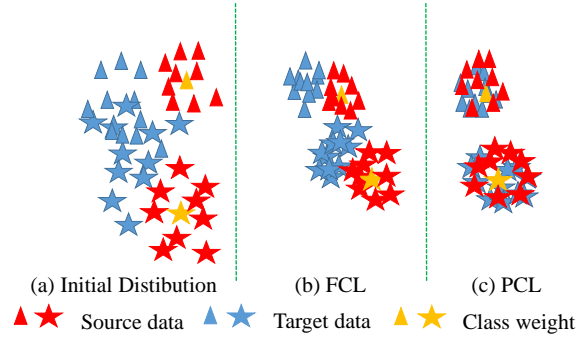 (a) Initial Distibution
(b) FCL
(c) PCL
Source data
Target data
Class weight